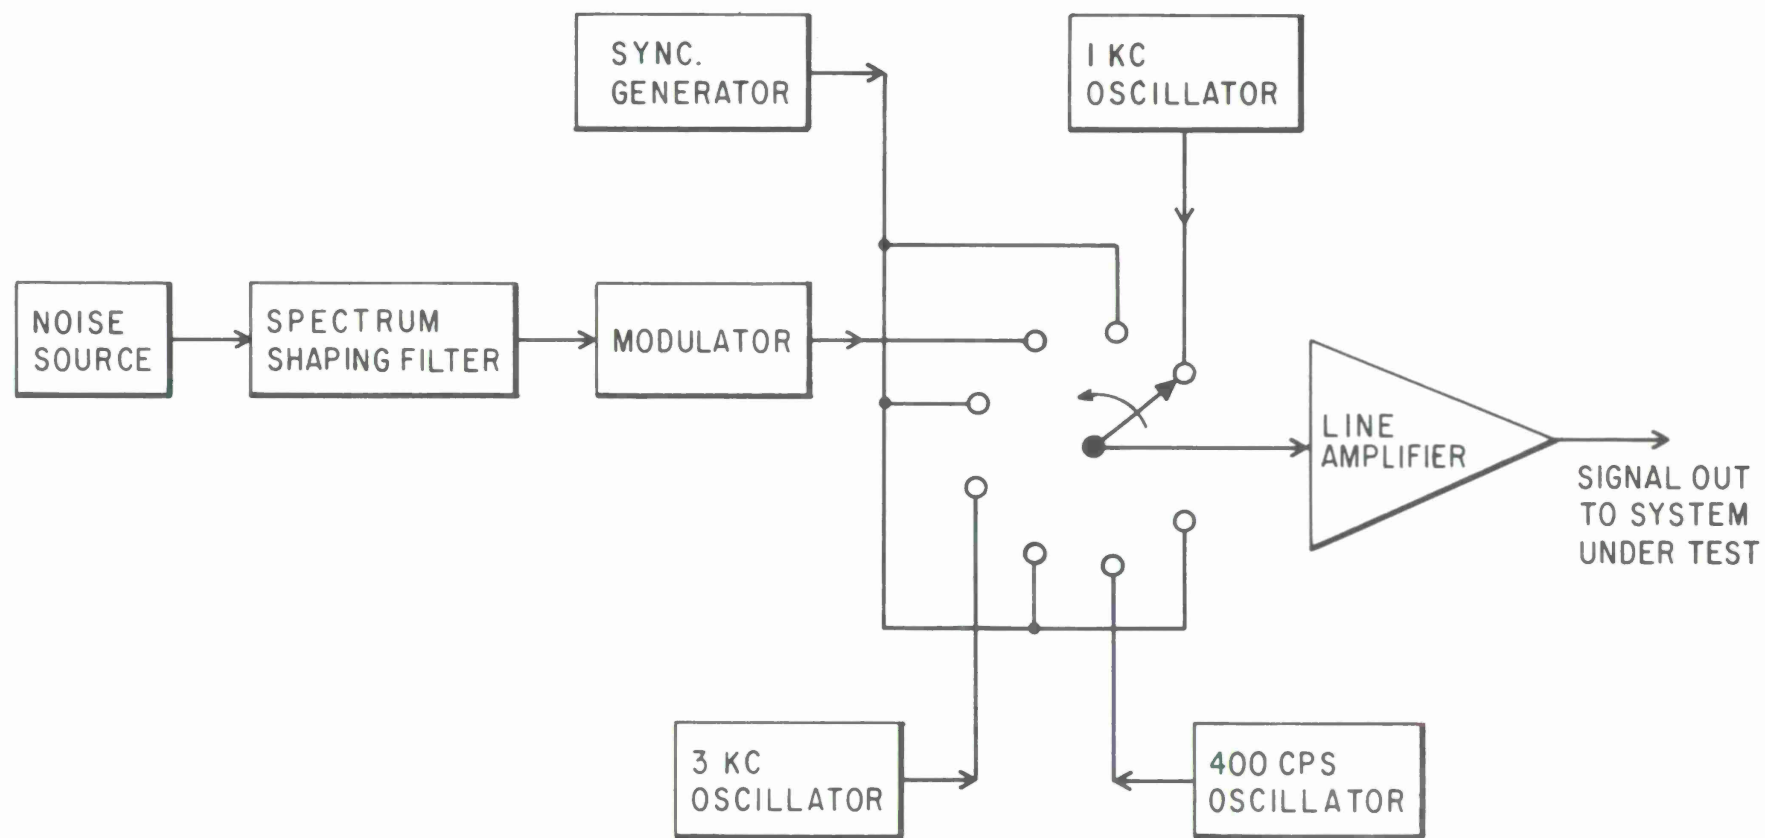 SYNC.
GENERATOR
1 KC
OSCILLATOR
NOISE
SOURCE
SPECTRUM
SHAPING FILTER
MODULATOR
LINE
AMPLIFIER
SIGNAL OUT
TO SYSTEM
UNDER TEST
3 KC
OSCILLATOR
400 CPS
OSCILLATOR